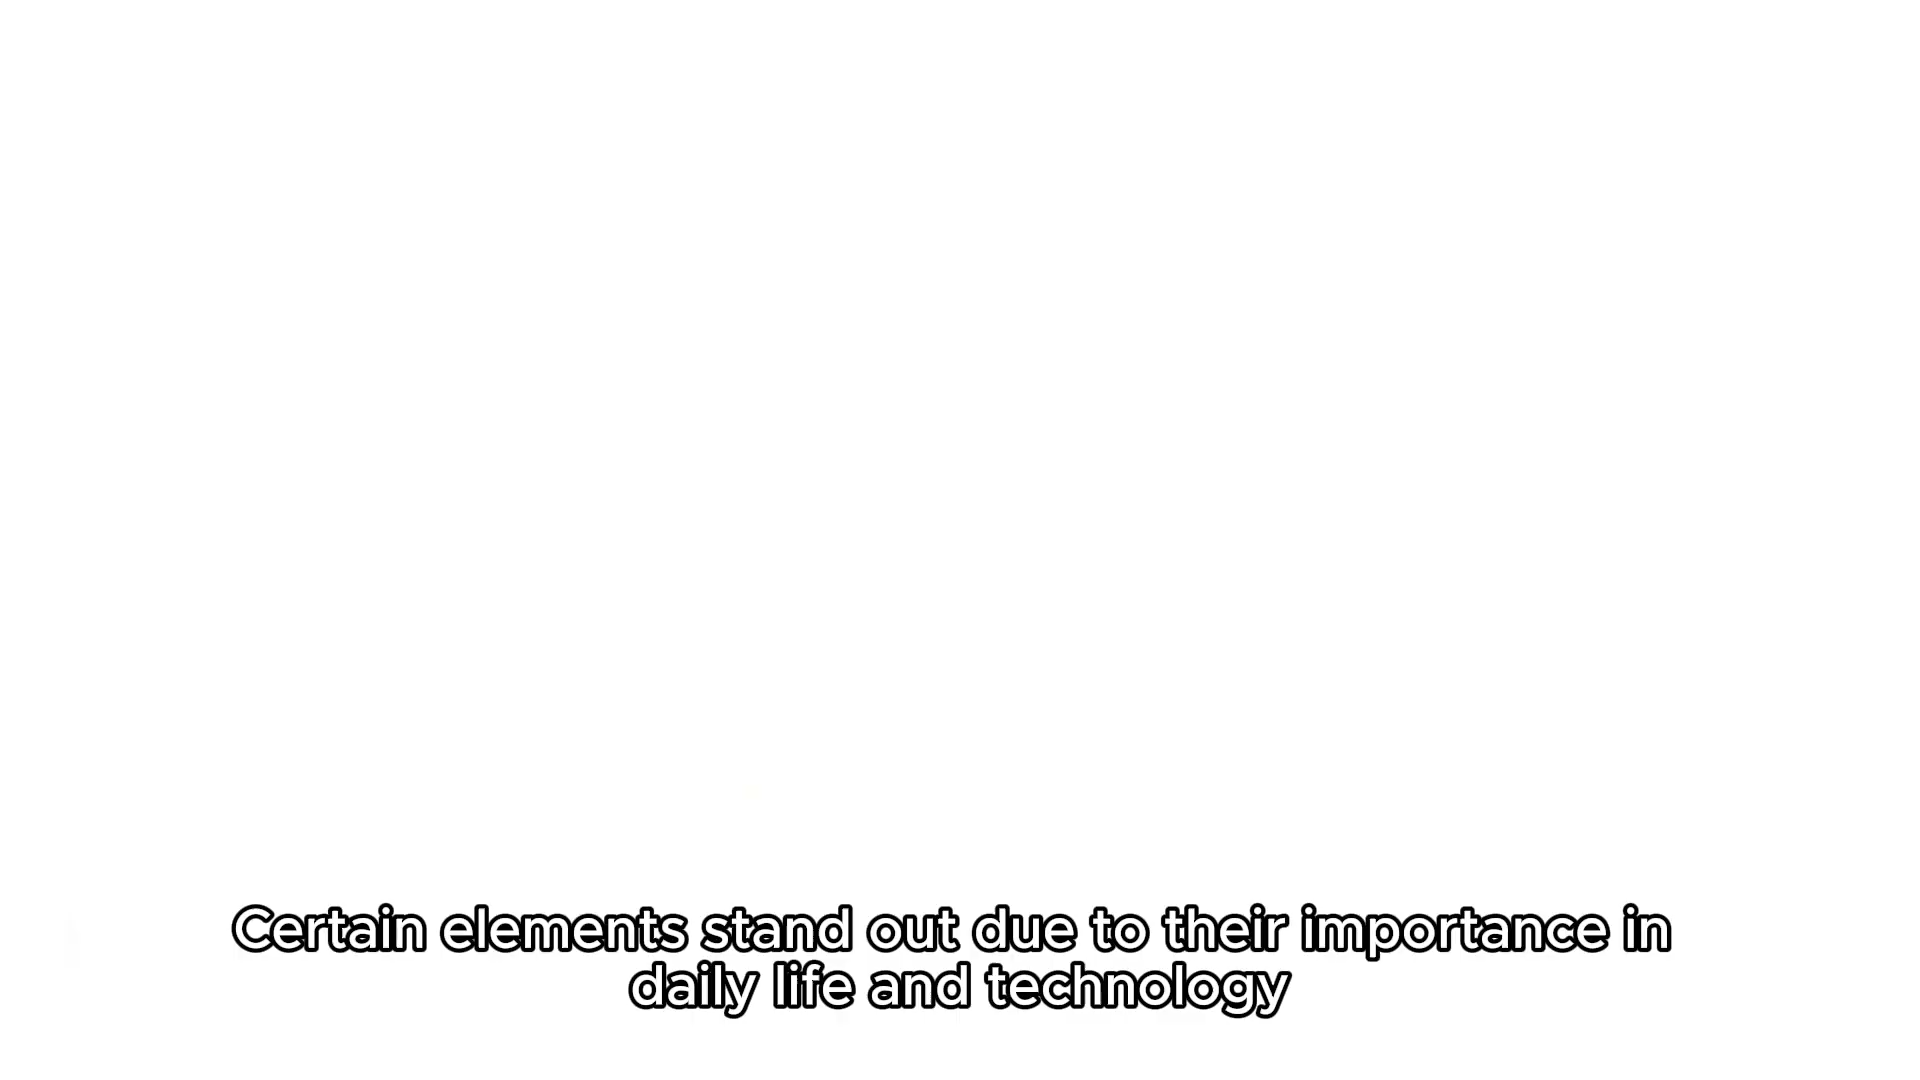 Certain elements stand out due to their importance in
daily life and technology